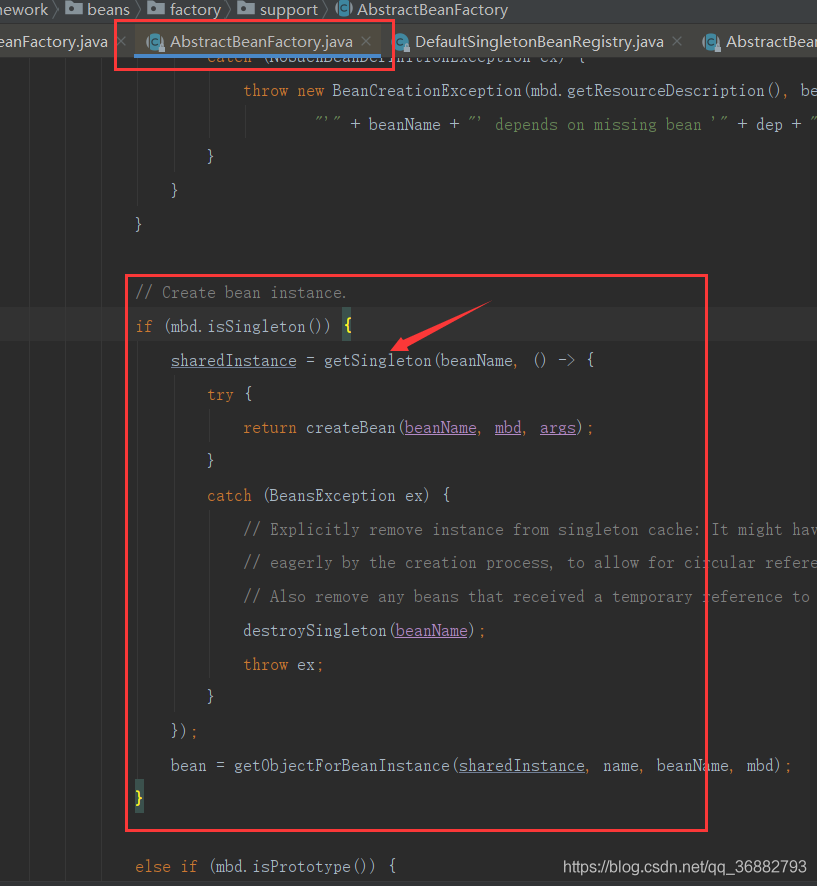 nework beans factory support AbstractBeanFactory
eanFactory.java AbstractBeanFactory.java DefaultSingletonBeanRegistry.java AbstractBear
catch (NoSuchBeanDefinitionException ex) {
throw new BeanCreationException(mbd.getResourceDescription(), be
"'" + beanName + "' depends on missing bean '" + dep + "
}
}
}
// Create bean instance.
if (mbd.isSingleton()) {
sharedInstance = getSingleton(beanName, () -> {
try {
return createBean(beanName, mbd, args);
}
catch (BeansException ex) {
// Explicitly remove instance from singleton cache: It might hav
// eagerly by the creation process, to allow for circular refere
// Also remove any beans that received a temporary reference to
destroySingleton(beanName);
throw ex;
}
});
bean = getObjectForBeanInstance(sharedInstance, name, beanName, mbd);
}
else if (mbd.isPrototype()) {
https://blog.csdn.net/qq_36882793